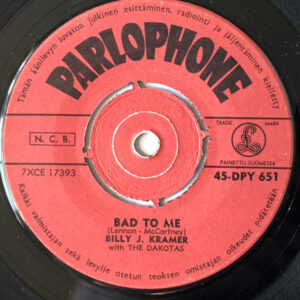 Tämän äänilevyn luvaton julkinen esittäminen, radiointi ja jäljentäminen kielletty
PARLOPHONE
N. C. B.
TRADE MARK
7XCE 17393
PAINETTU SUOMESSA
45-DPY 651
BAD TO ME
(Lennon - McCartney)
BILLY J. KRAMER
with THE DAKOTAS
Kaikki valmistajan sekä levylle otetun teoksen omistajan oikeudet pidätetään